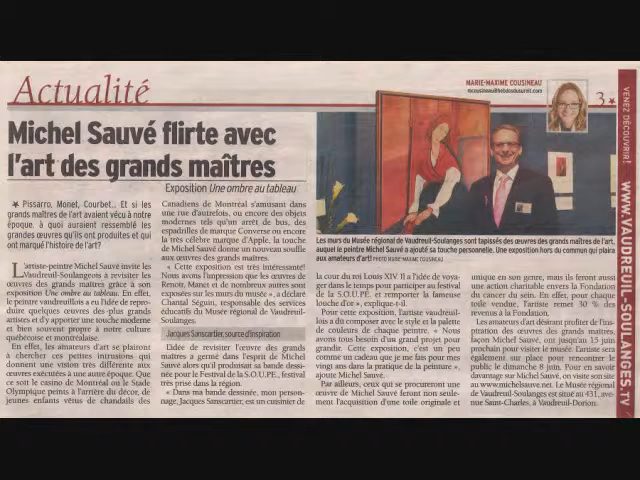 Actualité
MARIE-MAXIME COUSINEAU
mcousineau@hebdosdusuroit.com
3
Michel Sauvé flirte avec
l'art des grands maîtres
Exposition Une ombre au tableau
★ Pissarro, Monet, Courbet... Et si les
grands maîtres de l'art avaient vécu à notre
époque, à quoi auraient ressemblé les
grandes œuvres qu'ils ont produites et qui
ont marqué l'histoire de l'art?
L'artiste-peintre Michel Sauvé invite les
Vaudreuil-Soulangeois à revisiter les
œuvres des grands maîtres grâce à son
exposition Une ombre au tableau. En effet,
le peintre vaudreuillois a eu l'idée de repro-
duire quelques œuvres des-plus grands
artistes et d'y apporter une touche moderne
et bien souvent propre à notre culture
québécoise et montréalaise.
En effet, les amateurs d'art se plairont
à chercher ces petites intrusions qui
donnent une vision très différente aux
œuvres exécutées à une autre époque. Que
ce soit le casino de Montréal ou le Stade
Olympique peints à l'arrière du décor, de
jeunes enfants vêtus de chandails des
Canadiens de Montréal s'amusant dans
une rue d'autrefois, ou encore des objets
modernes tels qu'un arrêt de bus, des
espadrilles de marque Converse ou encore
la très célèbre marque d'Apple, la touche
de Michel Sauvé donne un nouveau souffle
aux œuvres des grands maîtres.
« Cette exposition est très intéressante!
Nous avons l'impression que les œuvres de
Renoir, Manet et de nombreux autres sont
exposées sur les murs du musée », a déclaré
Chantal Séguin, responsable des services
éducatifs du Musée régional de Vaudreuil-
Soulanges.
Jacques Sanscartier, source d'inspiration
L'idée de revisiter l'œuvre des grands
maîtres a germé dans l'esprit de Michel
Sauvé alors qu'il produisait sa bande dessi-
née pour le Festival de la S.O.U.P.E., festival
très prisé dans la région.
« Dans ma bande dessinée, mon person-
nage, Jacques Sanscartier, est un cuisinier de
Les murs du Musée régional de Vaudreuil-Soulanges sont tapissés des œuvres des grands maîtres de l'art,
auquel le peintre Michel Sauvé a ajouté sa touche personnelle. Une exposition hors du commun qui plaira
aux amateurs d'art! PHOTO MARIE-MAXIME COUSINEAU
la cour du roi Louis XIV. Il a l'idée de voya-
ger dans le temps pour participer au festival
de la S.O.U.P.E. et remporter la fameuse
louche d'or », explique-t-il.
Pour cette exposition, l'artiste vaudreuil-
lois a dû composer avec le style et la palette
de couleurs de chaque peintre. « Nous
avons tous besoin d'un grand projet pour
grandir. Cette exposition, c'est un peu
comme un cadeau que je me fais pour mes
vingt ans dans la pratique de la peinture »,
ajoute Michel Sauvé.
Par ailleurs, ceux qui se procureront une
œuvre de Michel Sauvé feront non seule-
ment l'acquisition d'une toile originale et
unique en son genre, mais ils feront aussi
une action charitable envers la Fondation
du cancer du sein. En effet, pour chaque
toile vendue, l'artiste remet 30 % des
revenus à la Fondation.
Les amateurs d'art désirant profiter de l'ins-
piration des œuvres des grands maîtres,
façon Michel Sauvé, ont jusqu'au 15 juin
prochain pour visiter le musée. L'artiste sera
également sur place pour rencontrer le
public le dimanche 8 juin. Pour en savoir
davantage sur Michel Sauvé, on visite son site
au www.michelsauve.net. Le Musée régional
de Vaudreuil-Soulanges est situé au 431, ave-
nue Saint-Charles, à Vaudreuil-Dorion.
VENEZ DÉCOUVRIR!
WWW.VAUDREUIL-SOULANGES.TV